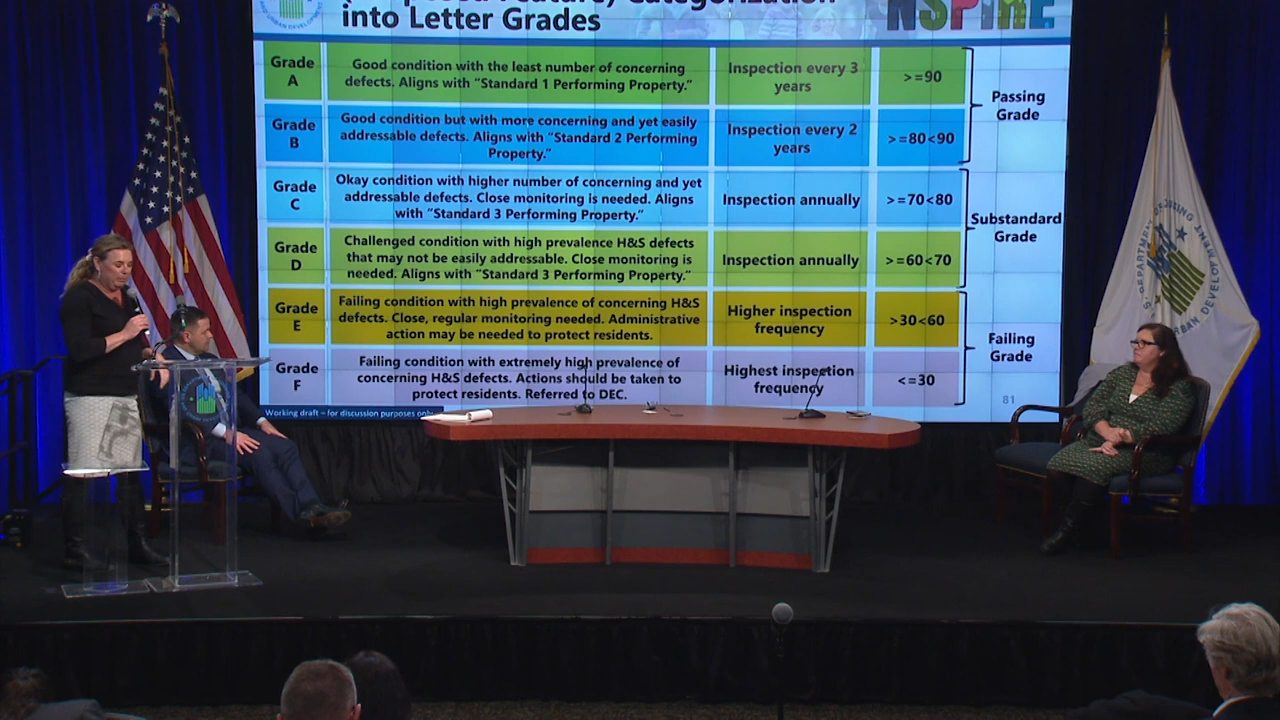 into Letter Grades
NSPIRE
Grade
A
Good condition with the least number of concerning
defects. Aligns with “Standard 1 Performing Property.”
Inspection every 3
years
>=90
Grade
B
Good condition but with more concerning and yet easily
addressable defects. Aligns with “Standard 2 Performing
Property.”
Inspection every 2
years
>=80<90
Passing
Grade
Grade
C
Okay condition with higher number of concerning and yet
addressable defects. Close monitoring is needed. Aligns
with “Standard 3 Performing Property.”
Inspection annually
>=70<80
Grade
D
Challenged condition with high prevalence H&S defects
that may not be easily addressable. Close monitoring is
needed. Aligns with “Standard 3 Performing Property.”
Inspection annually
>=60<70
Substandard
Grade
Grade
E
Failing condition with high prevalence of concerning H&S
defects. Close, regular monitoring needed. Administrative
action may be needed to protect residents.
Higher inspection
frequency
>30<60
Grade
F
Failing condition with extremely high prevalence of
concerning H&S defects. Actions should be taken to
protect residents. Referred to DEC.
Highest inspection
frequency
<=30
Failing
Grade
Working draft – for discussion purposes only
81